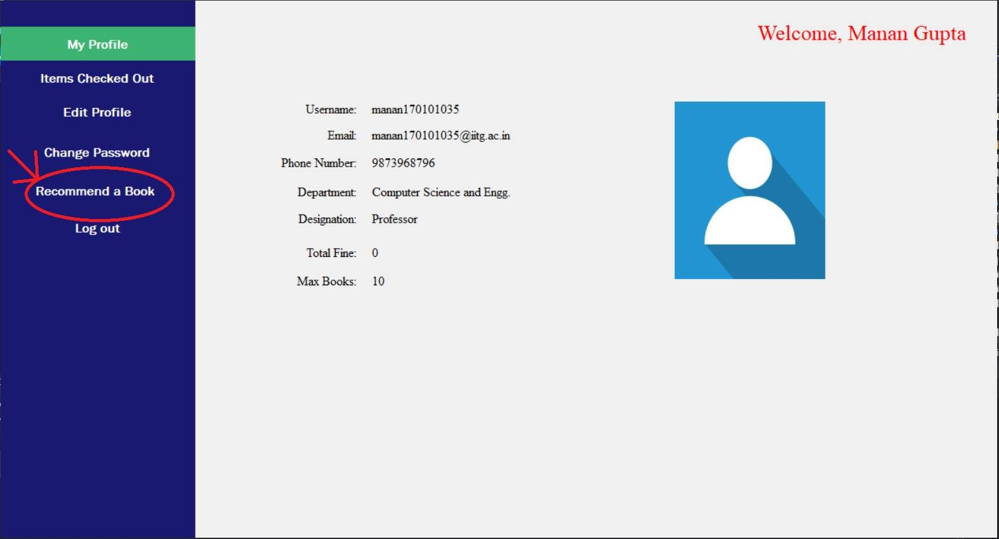 Welcome, Manan Gupta
My Profile
Items Checked Out
Edit Profile
Change Password
Recommend a Book
Log out
Username: manan170101035
Email: manan170101035@iitg.ac.in
Phone Number: 9873968796
Department: Computer Science and Engg.
Designation: Professor
Total Fine: 0
Max Books: 10